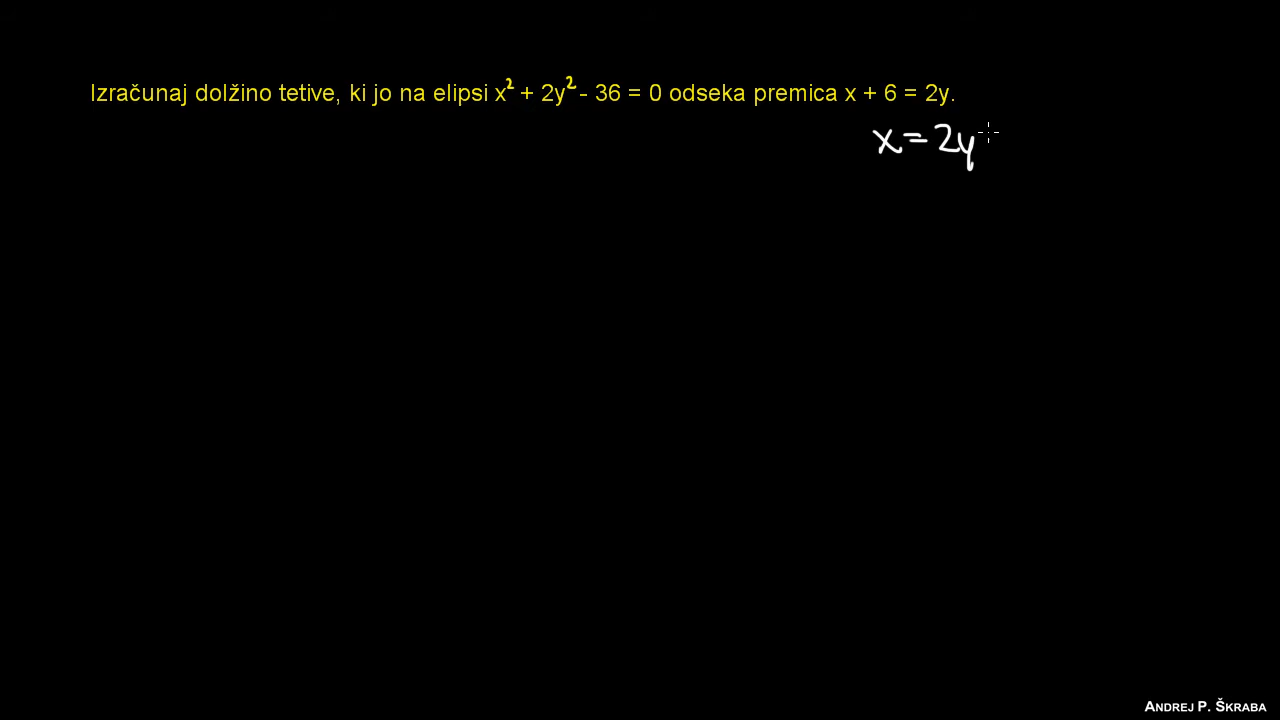 Izračunaj dolžino tetive, ki jo na elipsi x² + 2y² - 36 = 0 odseka premica x + 6 = 2y.
x = 2y
ANDREJ P. ŠKRABA